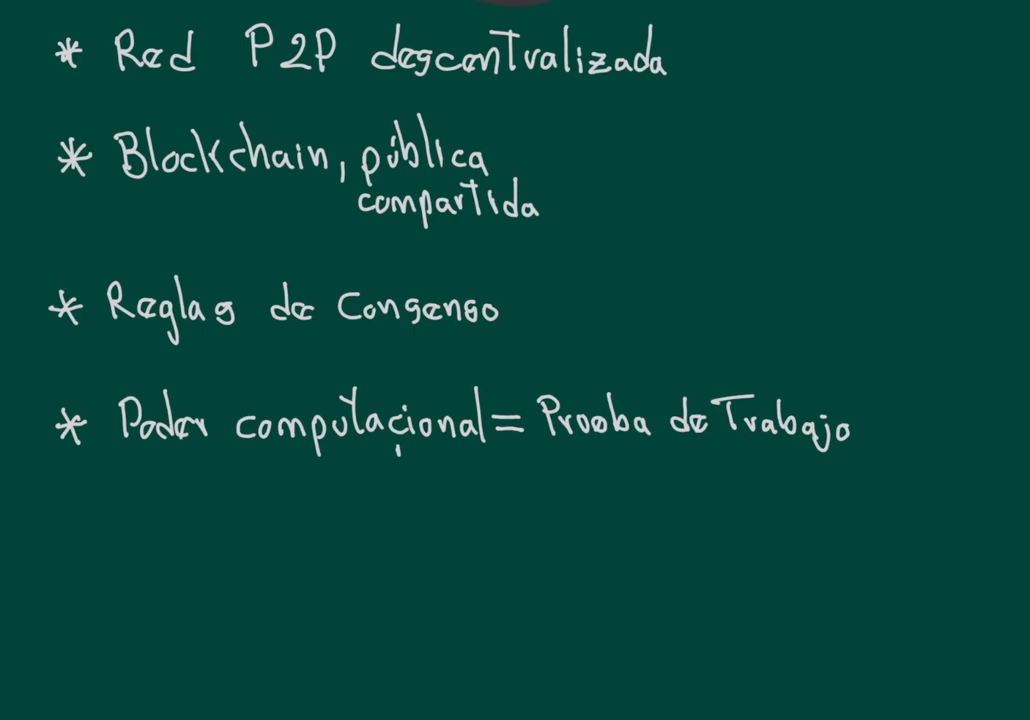 * Red P2P descentralizada
* Blockchain, pública
compartida
* Reglas de Consenso
* Poder computacional = Prueba de Trabajo